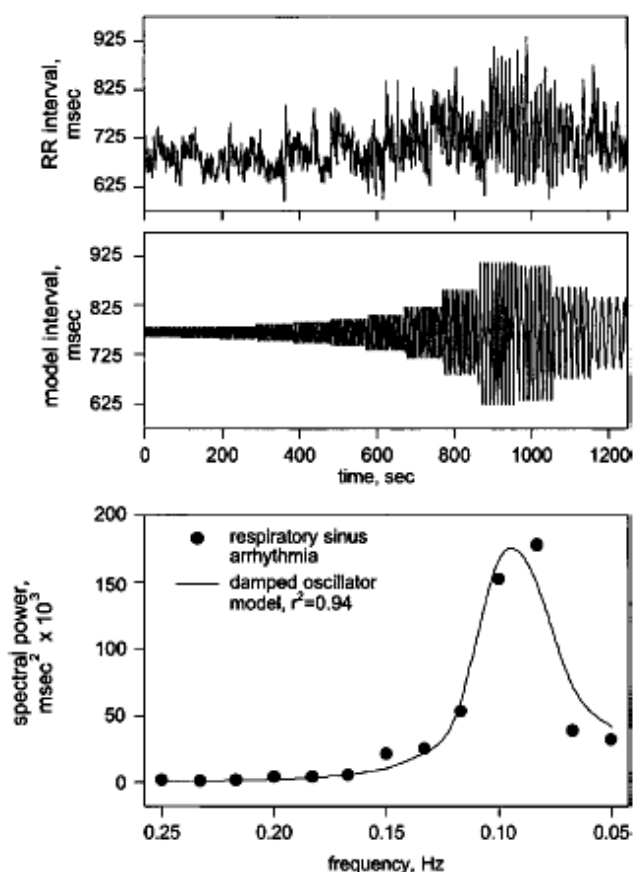 925
825
725
625
RR interval,
msec
925
825
725
625
model interval,
msec
0 200 400 600 800 1000 1200
time, sec
200
150
100
50
0
spectral power,
msec² x 10³
respiratory sinus
arrhythmia
damped oscillator
model, r²=0.94
0.25 0.20 0.15 0.10 0.05
frequency, Hz